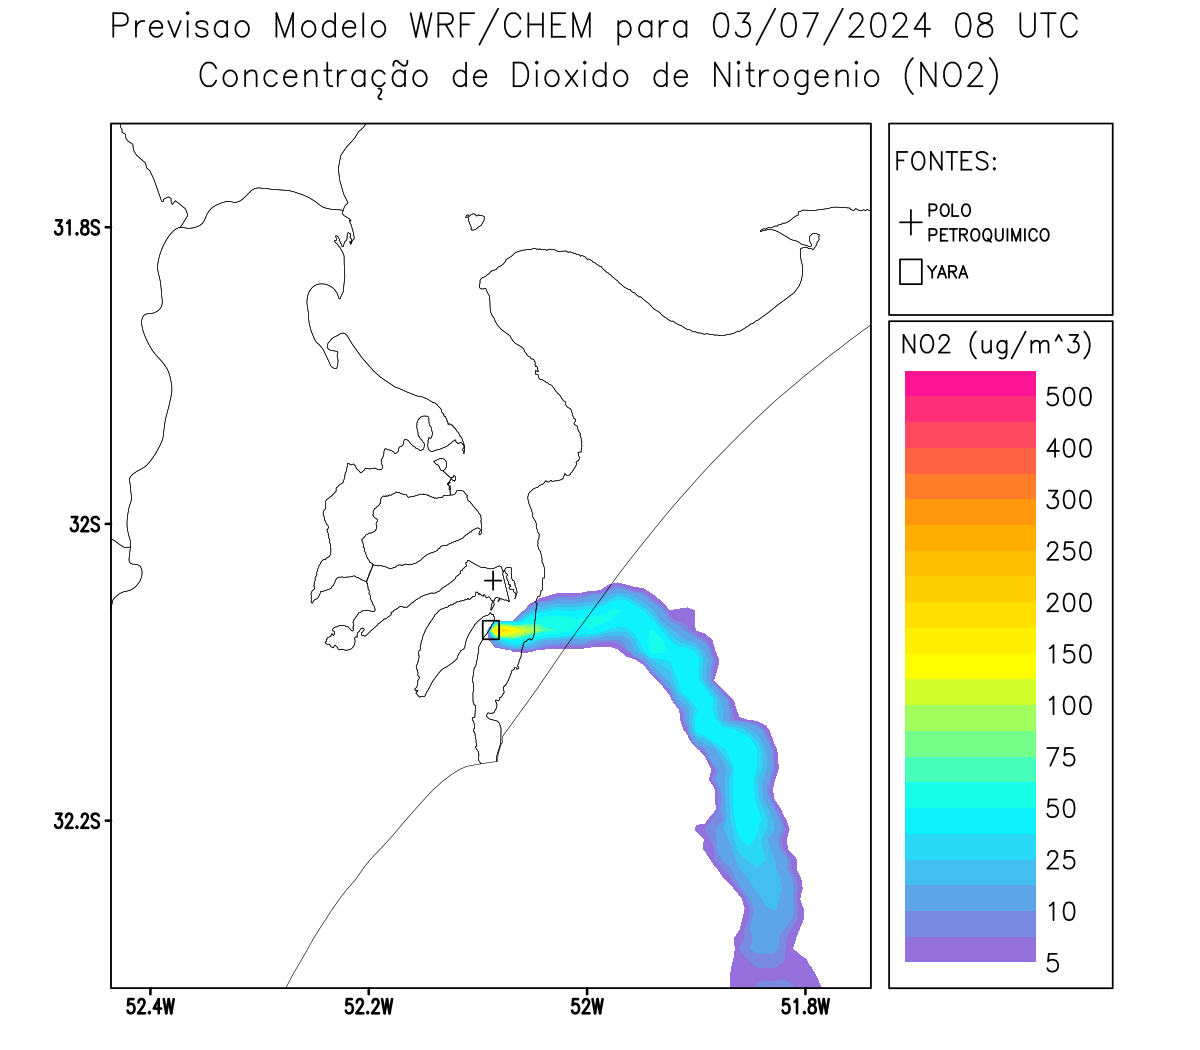 Previsao Modelo WRF/CHEM para 03/07/2024 08 UTC
Concentração de Dioxido de Nitrogenio (NO2)
FONTES:
POLO
PETROQUIMICO
YARA
NO2 (ug/m^3)
500
400
300
250
200
150
100
75
50
25
10
5
31.8S
32S
32.2S
52.4W
52.2W
52W
51.8W